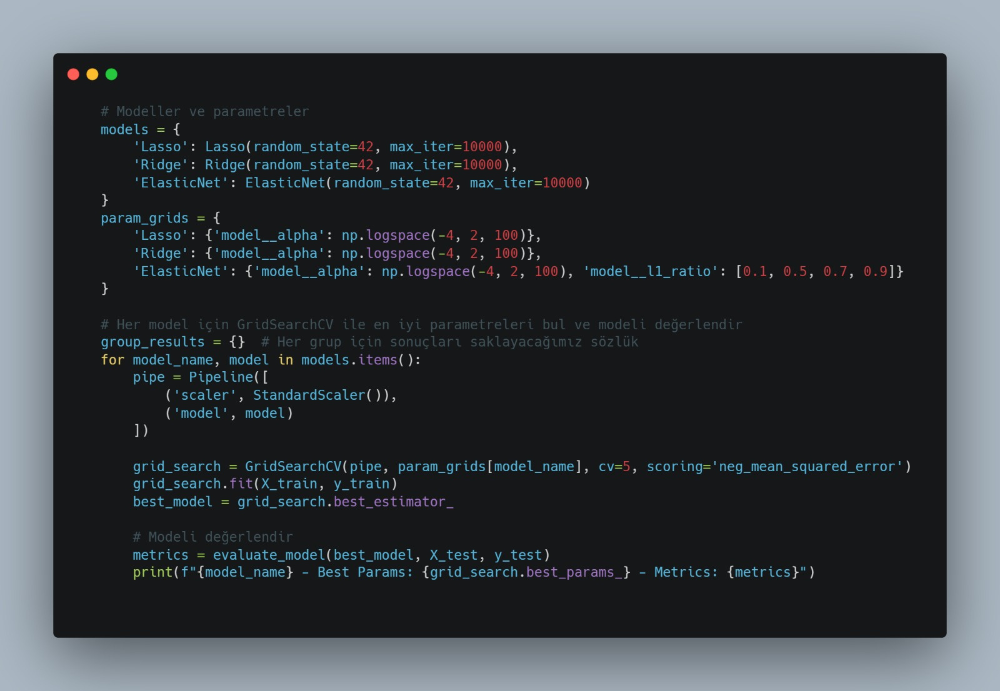 # Modeller ve parametreler
models = {
    'Lasso': Lasso(random_state=42, max_iter=10000),
    'Ridge': Ridge(random_state=42, max_iter=10000),
    'ElasticNet': ElasticNet(random_state=42, max_iter=10000)
}
param_grids = {
    'Lasso': {'model__alpha': np.logspace(-4, 2, 100)},
    'Ridge': {'model__alpha': np.logspace(-4, 2, 100)},
    'ElasticNet': {'model__alpha': np.logspace(-4, 2, 100), 'model__l1_ratio': [0.1, 0.5, 0.7, 0.9]}
}

# Her model için GridSearchCV ile en iyi parametreleri bul ve modeli değerlendir
group_results = {}  # Her grup için sonuçları saklayacağımız sözlük
for model_name, model in models.items():
    pipe = Pipeline([
        ('scaler', StandardScaler()),
        ('model', model)
    ])

    grid_search = GridSearchCV(pipe, param_grids[model_name], cv=5, scoring='neg_mean_squared_error')
    grid_search.fit(X_train, y_train)
    best_model = grid_search.best_estimator_

    # Modeli değerlendir
    metrics = evaluate_model(best_model, X_test, y_test)
    print(f"{model_name} - Best Params: {grid_search.best_params_} - Metrics: {metrics}")